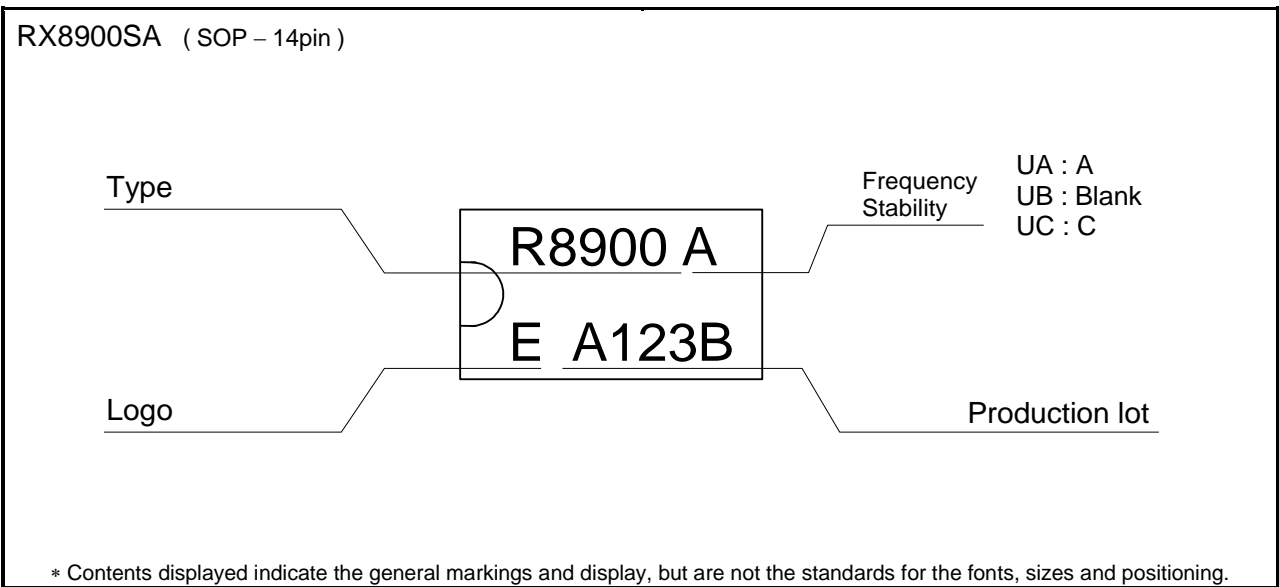 RX8900SA ( SOP – 14pin )
Type
Frequency
Stability
UA : A
UB : Blank
UC : C
R8900 A
E A123B
Logo
Production lot
∗ Contents displayed indicate the general markings and display, but are not the standards for the fonts, sizes and positioning.